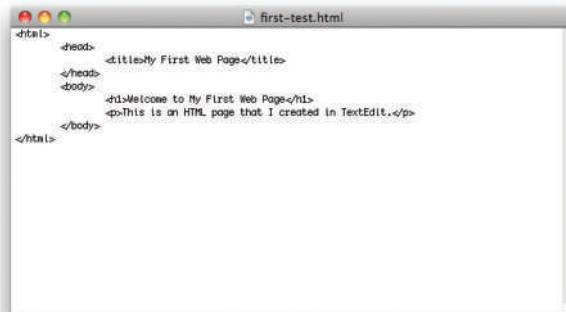 first-test.html
<html>
<head>
<title>My First Web Page</title>
</head>
<body>
<h1>Welcome to My First Web Page</h1>
<p>This is an HTML page that I created in TextEdit.</p>
</body>
</html>